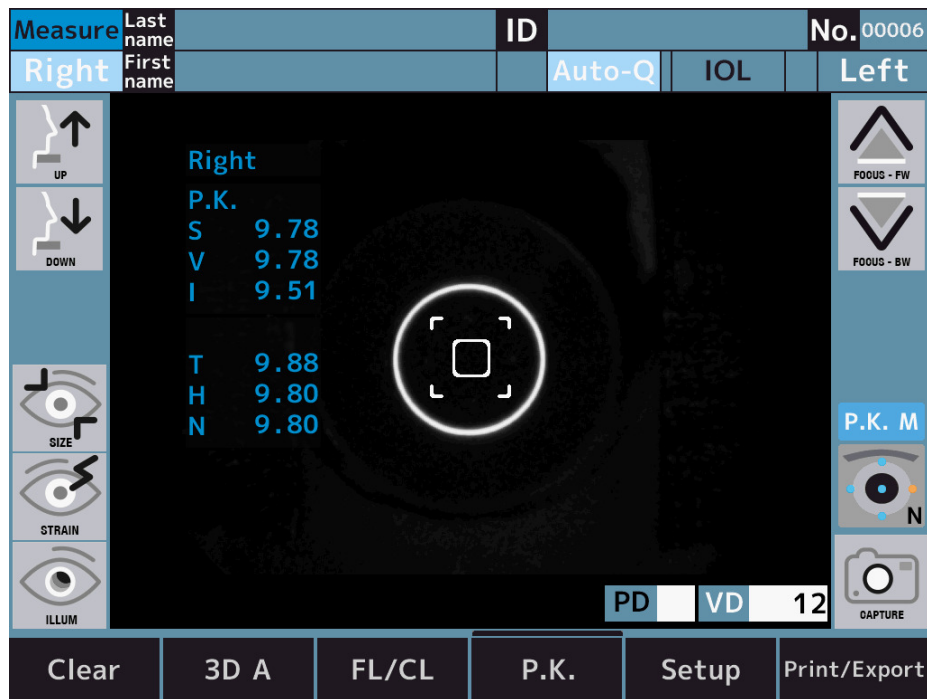 Measure Last name ID No. 00006
Right First name Auto-Q IOL Left
UP
DOWN
SIZE
STRAIN
ILLUM
Right
P.K.
S 9.78
V 9.78
I 9.51
T 9.88
H 9.80
N 9.80
FOOUS - FW
FOOUS - BW
P.K. M
N
CAPTURE
PD VD 12
Clear 3D A FL/CL P.K. Setup Print/Export